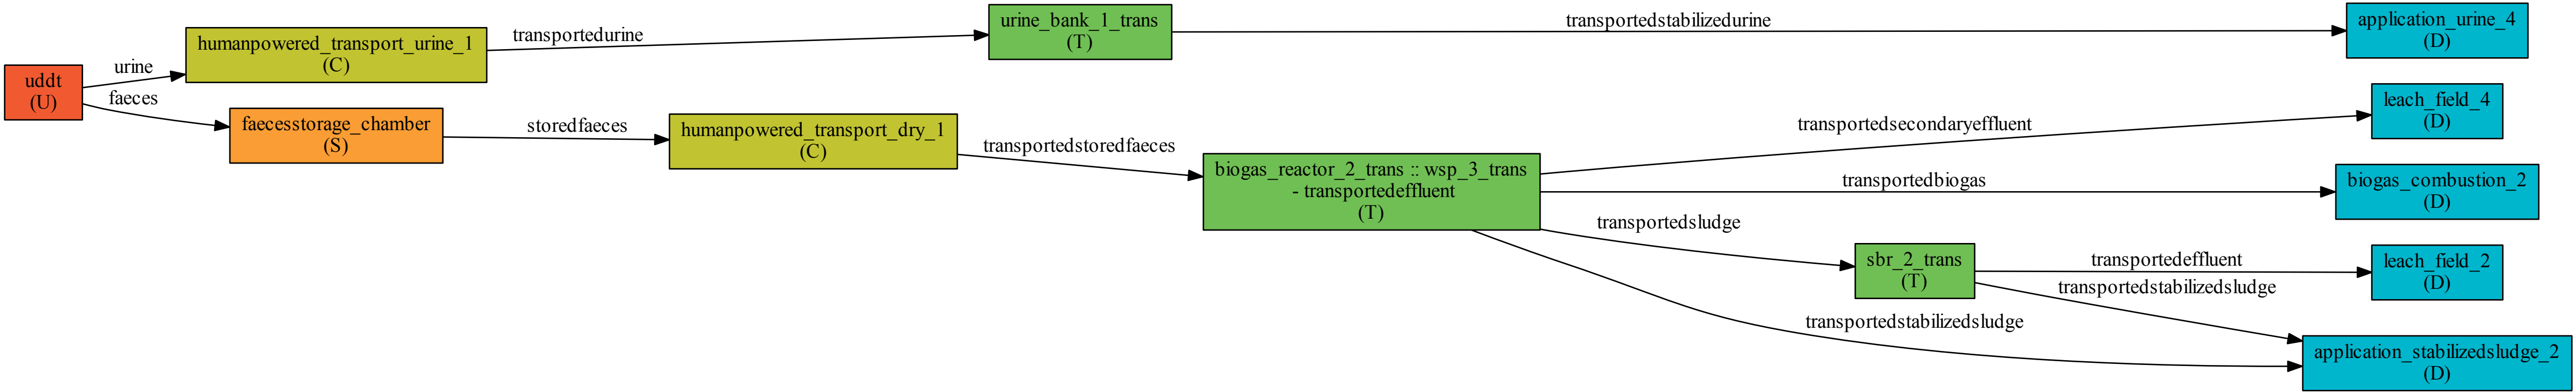 uddt
(U)
urine
faeces
humanpowered_transport_urine_1
(C)
faecesstorage_chamber
(S)
transportedurine
storedfaeces
humanpowered_transport_dry_1
(C)
transportedstoredfaeces
urine_bank_1_trans
(T)
biogas_reactor_2_trans :: wsp_3_trans
- transportedeffluent
(T)
transportedstabilizedurine
transportedsecondaryeffluent
transportedbiogas
transportedsludge
transportedstabilizedsludge
sbr_2_trans
(T)
transportedeffluent
transportedstabilizedsludge
application_urine_4
(D)
leach_field_4
(D)
biogas_combustion_2
(D)
leach_field_2
(D)
application_stabilizedsludge_2
(D)